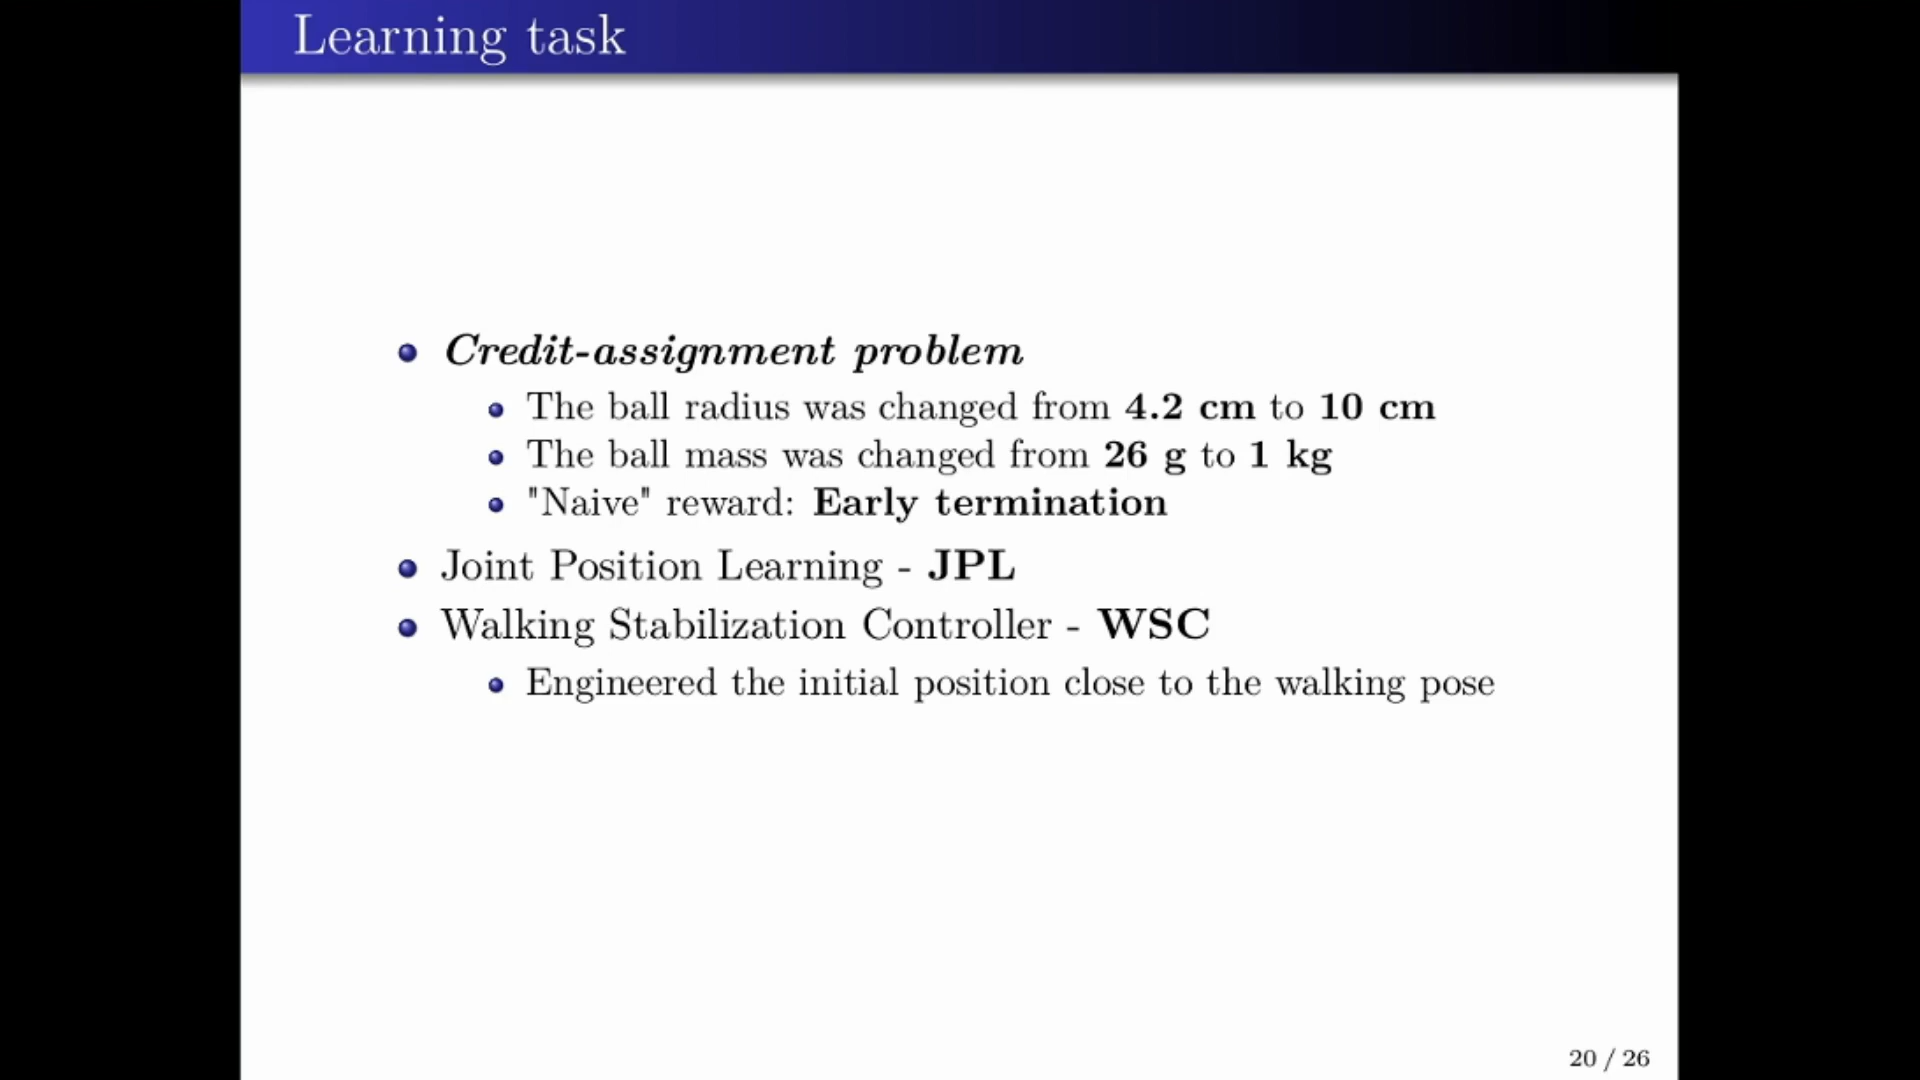 Learning task
Credit-assignment problem
The ball radius was changed from 4.2 cm to 10 cm
The ball mass was changed from 26 g to 1 kg
"Naive" reward: Early termination
Joint Position Learning - JPL
Walking Stabilization Controller - WSC
Engineered the initial position close to the walking pose
20 / 26